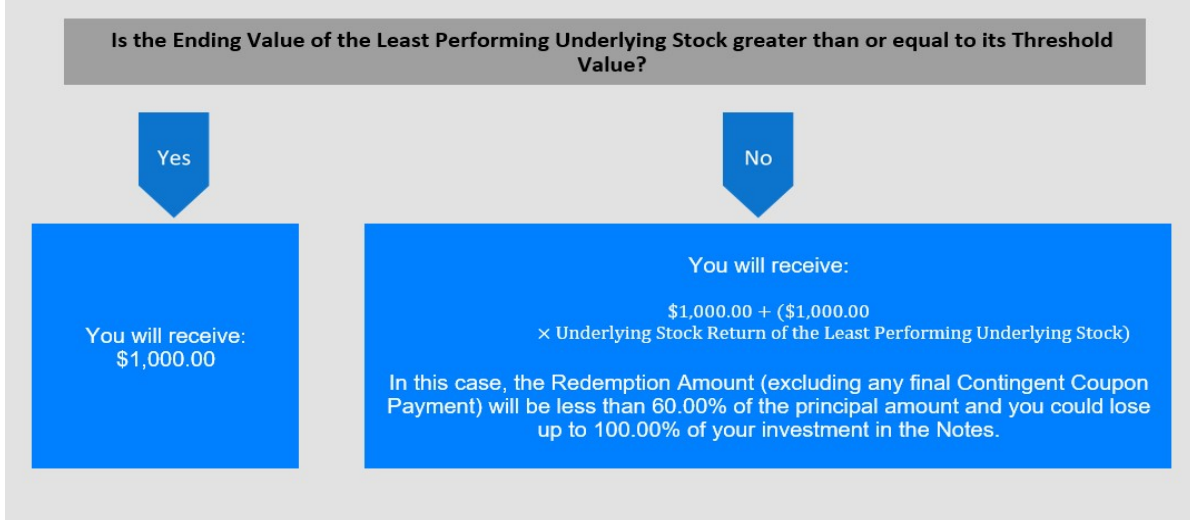 Is the Ending Value of the Least Performing Underlying Stock greater than or equal to its Threshold
Value?
Yes
No
You will receive:
$1,000.00
You will receive:
$1,000.00 + ($1,000.00
× Underlying Stock Return of the Least Performing Underlying Stock)
In this case, the Redemption Amount (excluding any final Contingent Coupon
Payment) will be less than 60.00% of the principal amount and you could lose
up to 100.00% of your investment in the Notes.